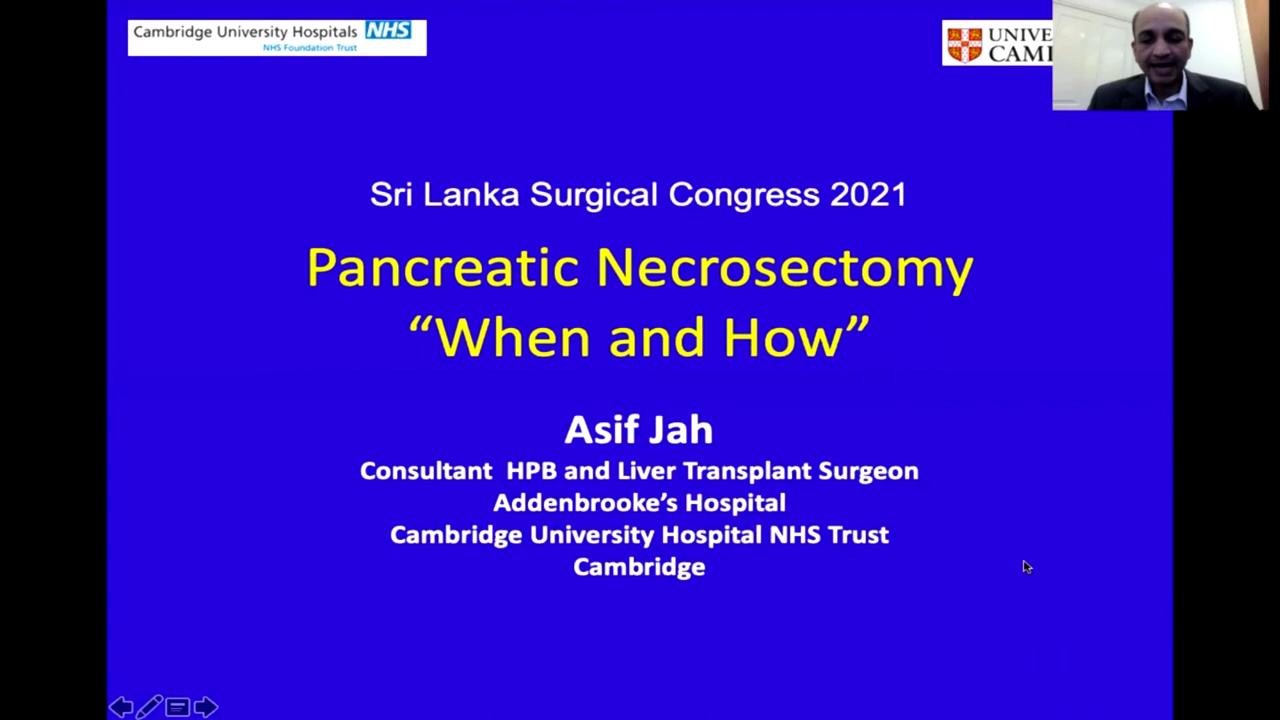 Cambridge University Hospitals NHS
NHS Foundation Trust
Sri Lanka Surgical Congress 2021
Pancreatic Necrosectomy
“When and How”
Asif Jah
Consultant HPB and Liver Transplant Surgeon
Addenbrooke’s Hospital
Cambridge University Hospital NHS Trust
Cambridge